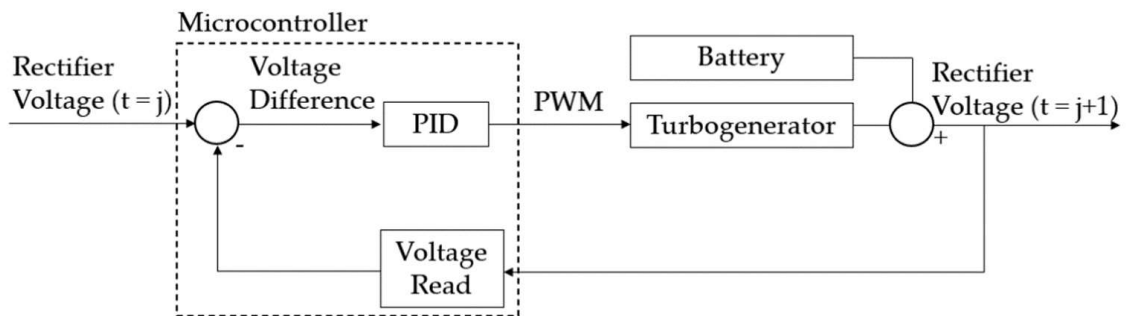 Microcontroller
Rectifier
Voltage (t = j)
Voltage
Difference
-
PID
PWM
Battery
Turbogenerator
+
Rectifier
Voltage (t = j+1)
Voltage
Read